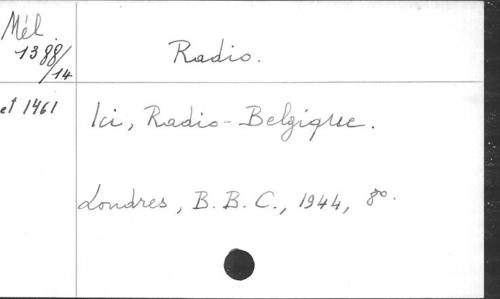 Mél.
1388/14
Radio.
et 1461
Ici, Radio-Belgique.
Londres, B.B.C., 1944, 8°.